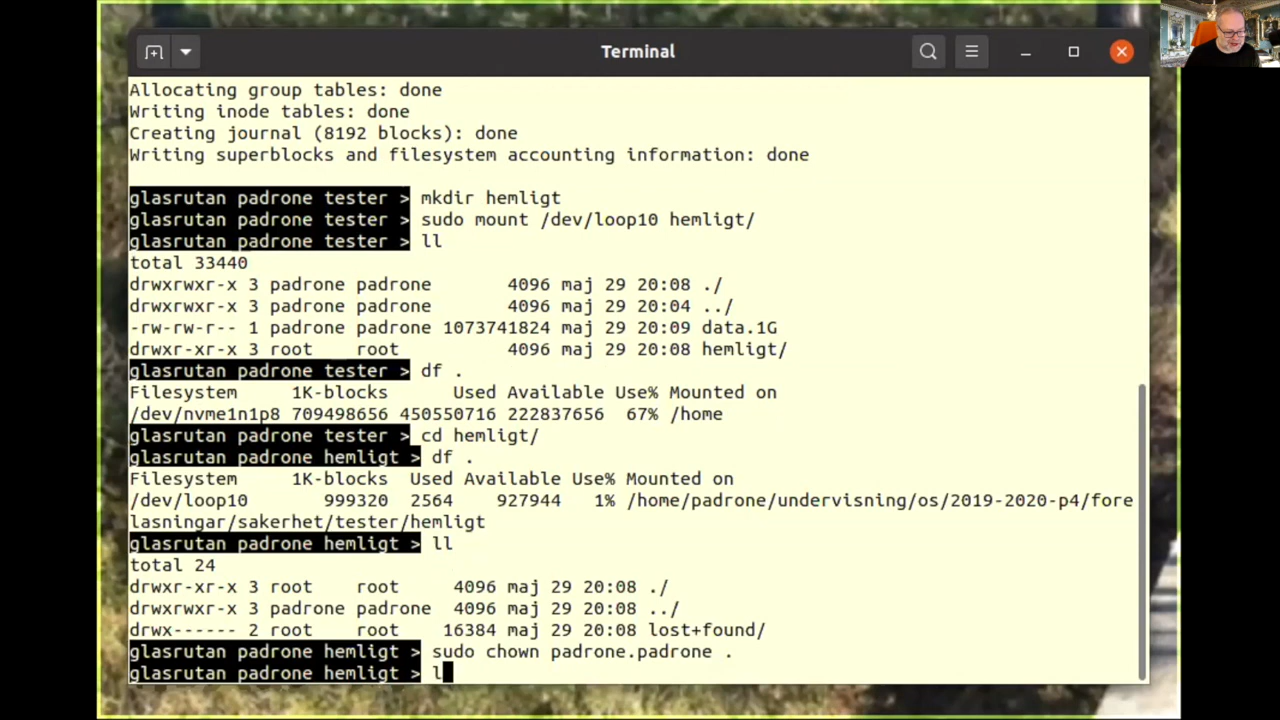 Terminal
Allocating group tables: done
Writing inode tables: done
Creating journal (8192 blocks): done
Writing superblocks and filesystem accounting information: done
glasrutan padrone tester > mkdir hemligt
glasrutan padrone tester > sudo mount /dev/loop10 hemligt/
glasrutan padrone tester > ll
total 33440
drwxrwxr-x 3 padrone padrone       4096 maj 29 20:08 ./
drwxrwxr-x 3 padrone padrone       4096 maj 29 20:04 ../
-rw-rw-r-- 1 padrone padrone 1073741824 maj 29 20:09 data.1G
drwxr-xr-x 3 root    root          4096 maj 29 20:08 hemligt/
glasrutan padrone tester > df .
Filesystem     1K-blocks      Used Available Use% Mounted on
/dev/nvme1n1p8 709498656 450550716 222837656  67% /home
glasrutan padrone tester > cd hemligt/
glasrutan padrone hemligt > df .
Filesystem     1K-blocks  Used Available Use% Mounted on
/dev/loop10       999320  2564    927944   1% /home/padrone/undervisning/os/2019-2020-p4/fore
lasningar/sakerhet/tester/hemligt
glasrutan padrone hemligt > ll
total 24
drwxr-xr-x 3 root    root     4096 maj 29 20:08 ./
drwxrwxr-x 3 padrone padrone  4096 maj 29 20:08 ../
drwx------ 2 root    root    16384 maj 29 20:08 lost+found/
glasrutan padrone hemligt > sudo chown padrone.padrone .
glasrutan padrone hemligt > l